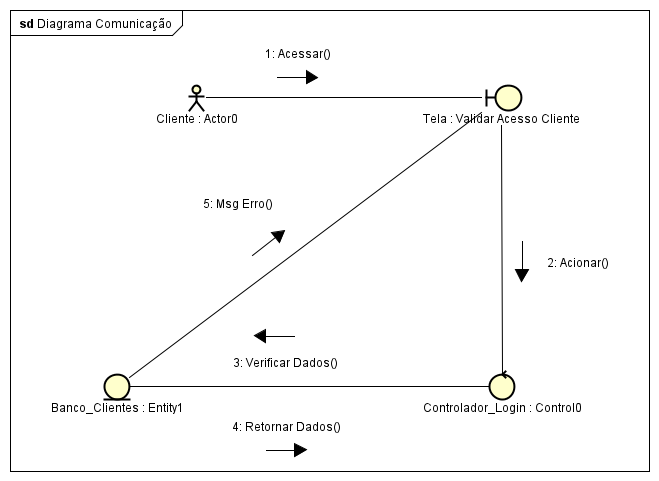 sd Diagrama Comunicação
1: Acessar()
Cliente : Actor0
Tela : Validar Acesso Cliente
5: Msg Erro()
2: Acionar()
3: Verificar Dados()
Banco_Clientes : Entity1
Controlador_Login : Control0
4: Retornar Dados()